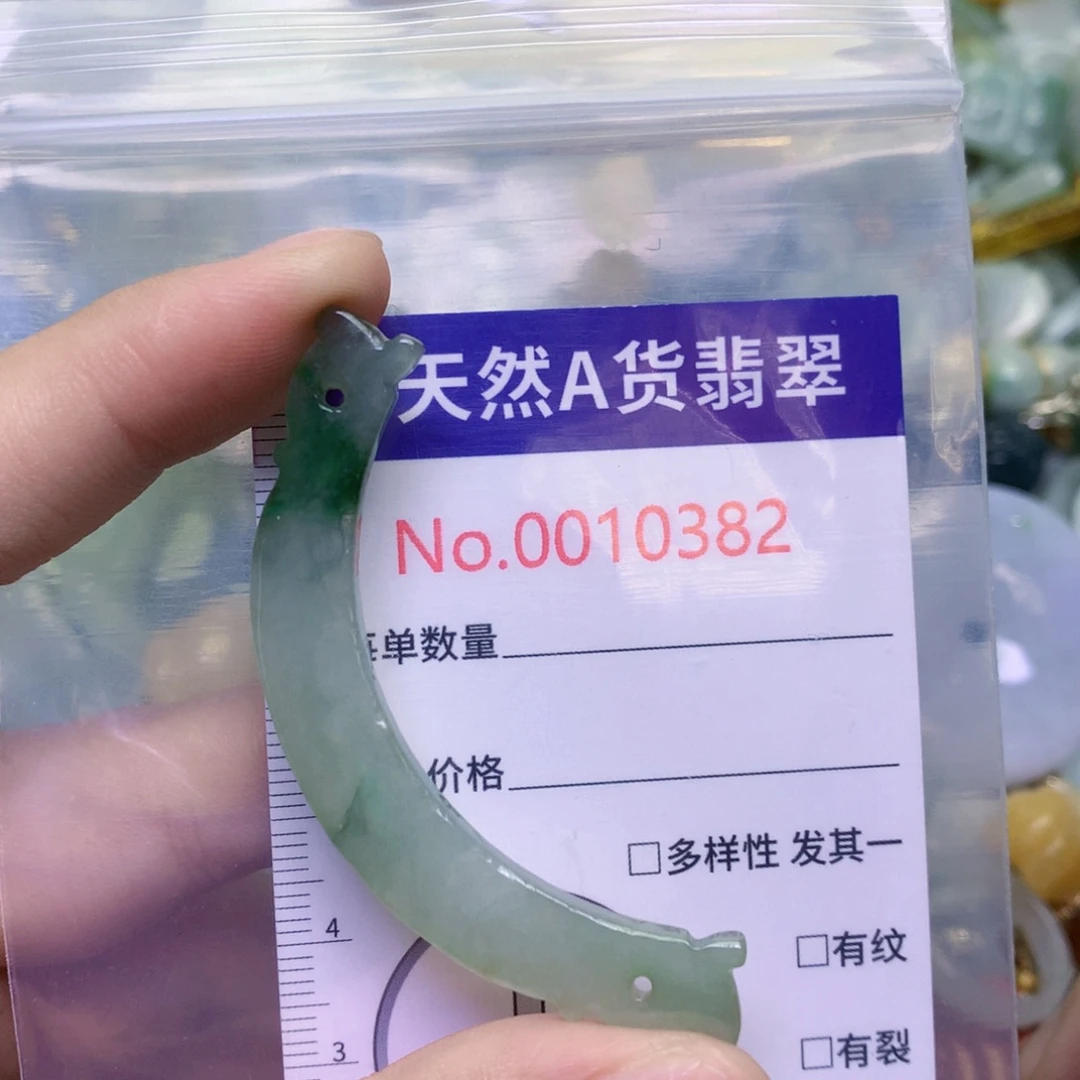 天然A货翡翠
No.0010382
单数量
价格
□多样性 发其一
□有纹
4
□有裂
3